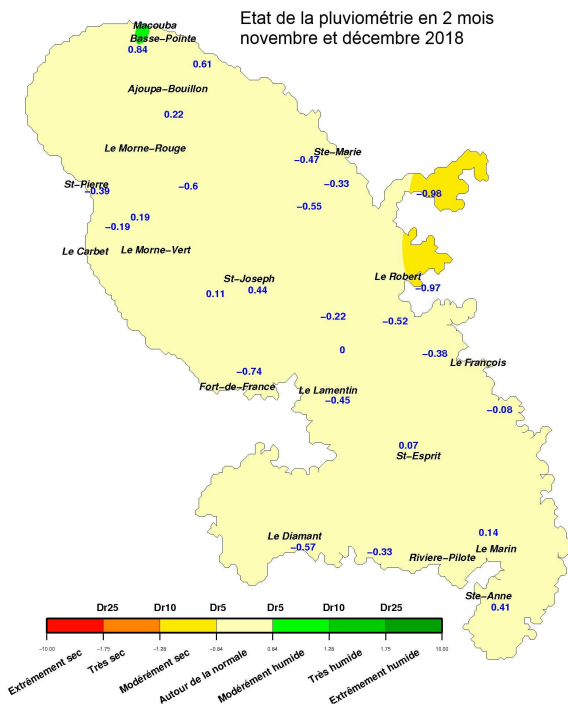 Etat de la pluviométrie en 2 mois
novembre et décembre 2018
Macouba
Basse−Pointe
0.84
0.61
Ajoupa−Bouillon
0.22
Le Morne−Rouge
Ste−Marie
−0.47
St−Pierre
−0.39
−0.6
−0.33
−0.98
−0.55
0.19
−0.19
Le Carbet
Le Morne−Vert
St−Joseph
0.44
0.11
Le Robert
−0.97
−0.22
−0.52
0
−0.38
Le François
−0.74
Fort−de−France
Le Lamentin
−0.45
−0.08
0.07
St−Esprit
0.14
Le Diamant
−0.57
−0.33
Riviere−Pilote
Le Marin
Ste−Anne
0.41
Dr25 Dr10 Dr5 Dr5 Dr10 Dr25
−10.00 −1.75 −1.28 −0.84 0.84 1.28 1.75 10.00
Extrêmement sec
Très sec
Modérément sec
Autour de la normale
Modérément humide
Très humide
Extrêmement humide